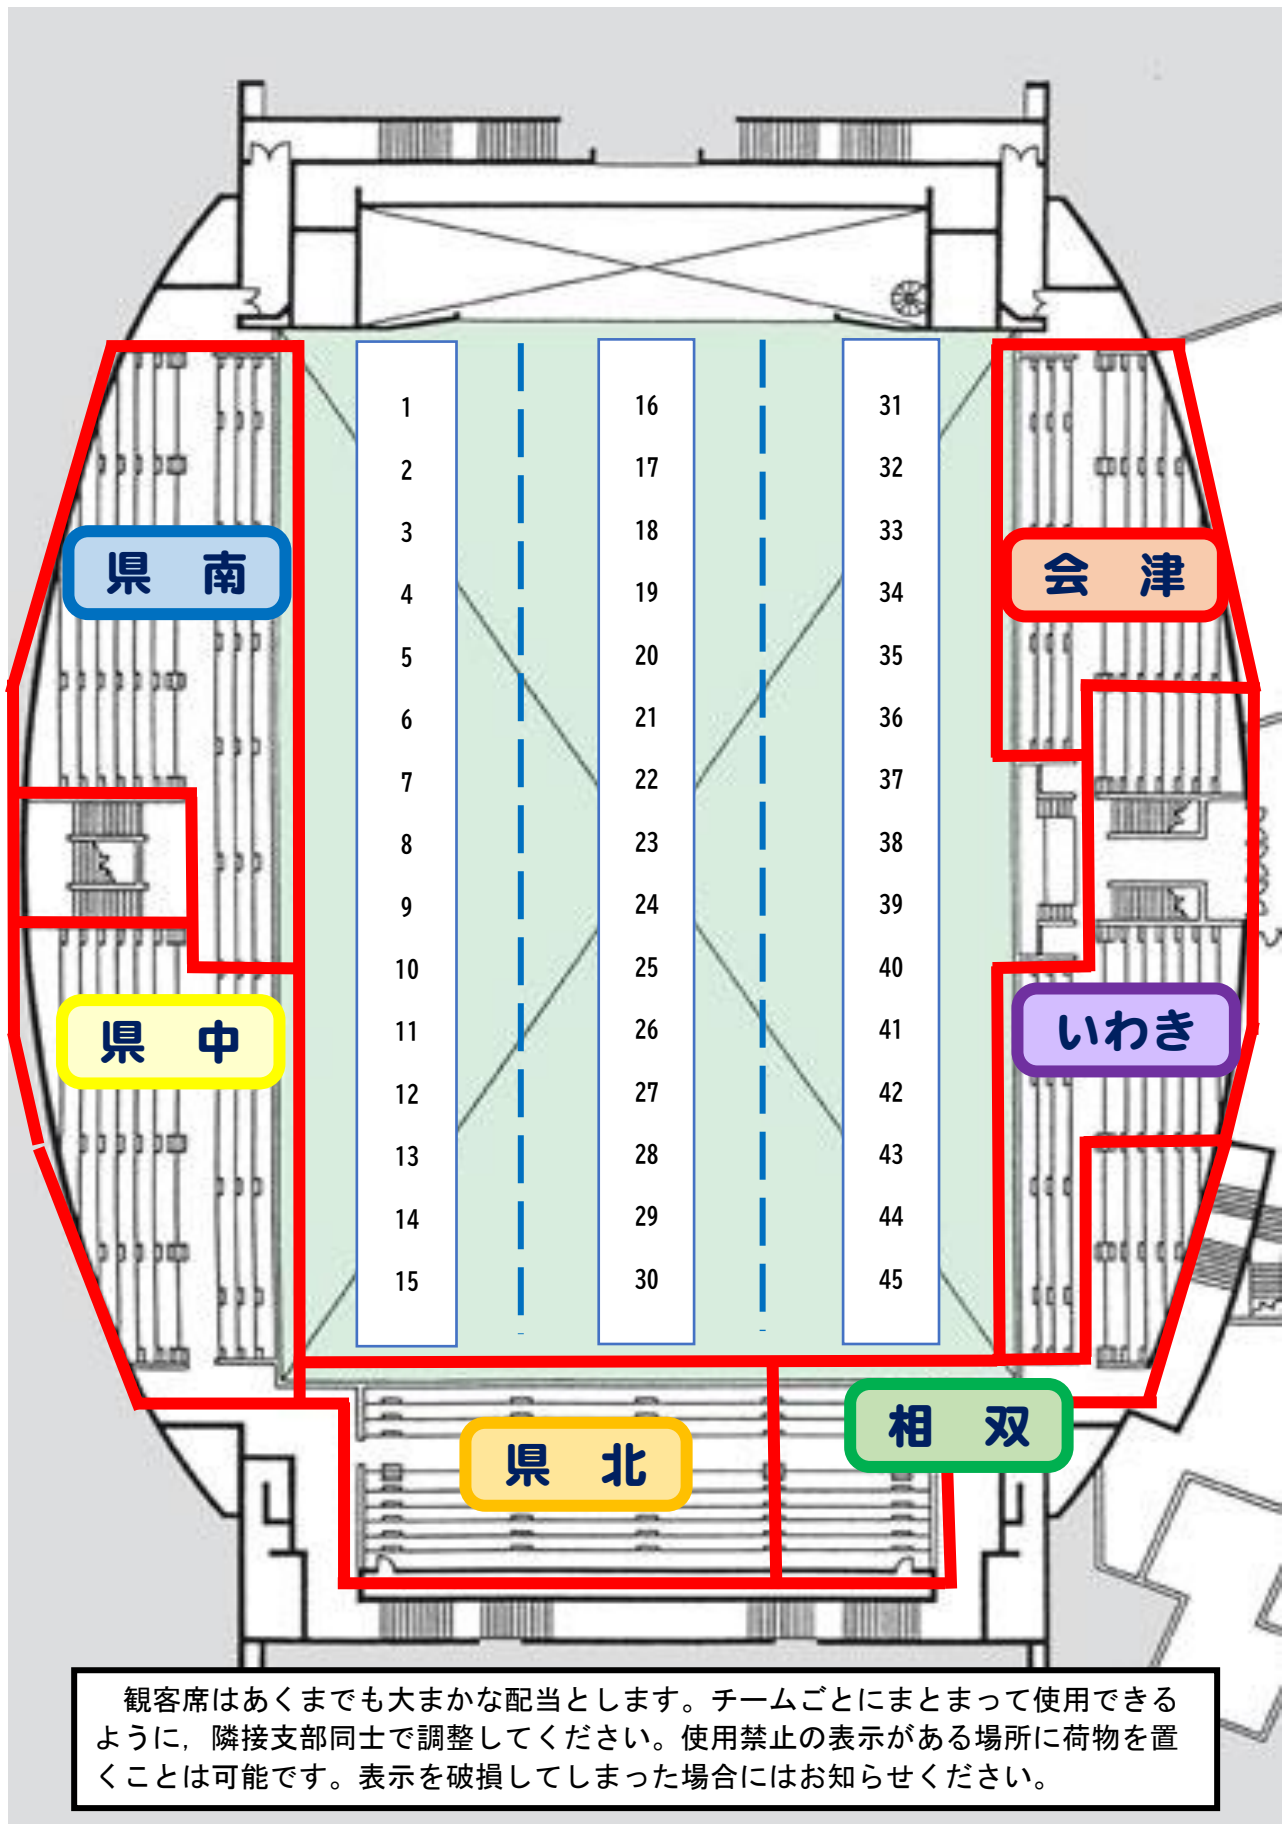 1 16 31
2 17 32
3 18 33
県　南
会　津
4 19 34
5 20 35
6 21 36
7 22 37
8 23 38
9 24 39
10 25 40
県　中
いわき
11 26 41
12 27 42
13 28 43
14 29 44
15 30 45
相　双
県　北
　観客席はあくまでも大まかな配当とします。チームごとにまとまって使用できる
ように，隣接支部同士で調整してください。使用禁止の表示がある場所に荷物を置
くことは可能です。表示を破損してしまった場合にはお知らせください。